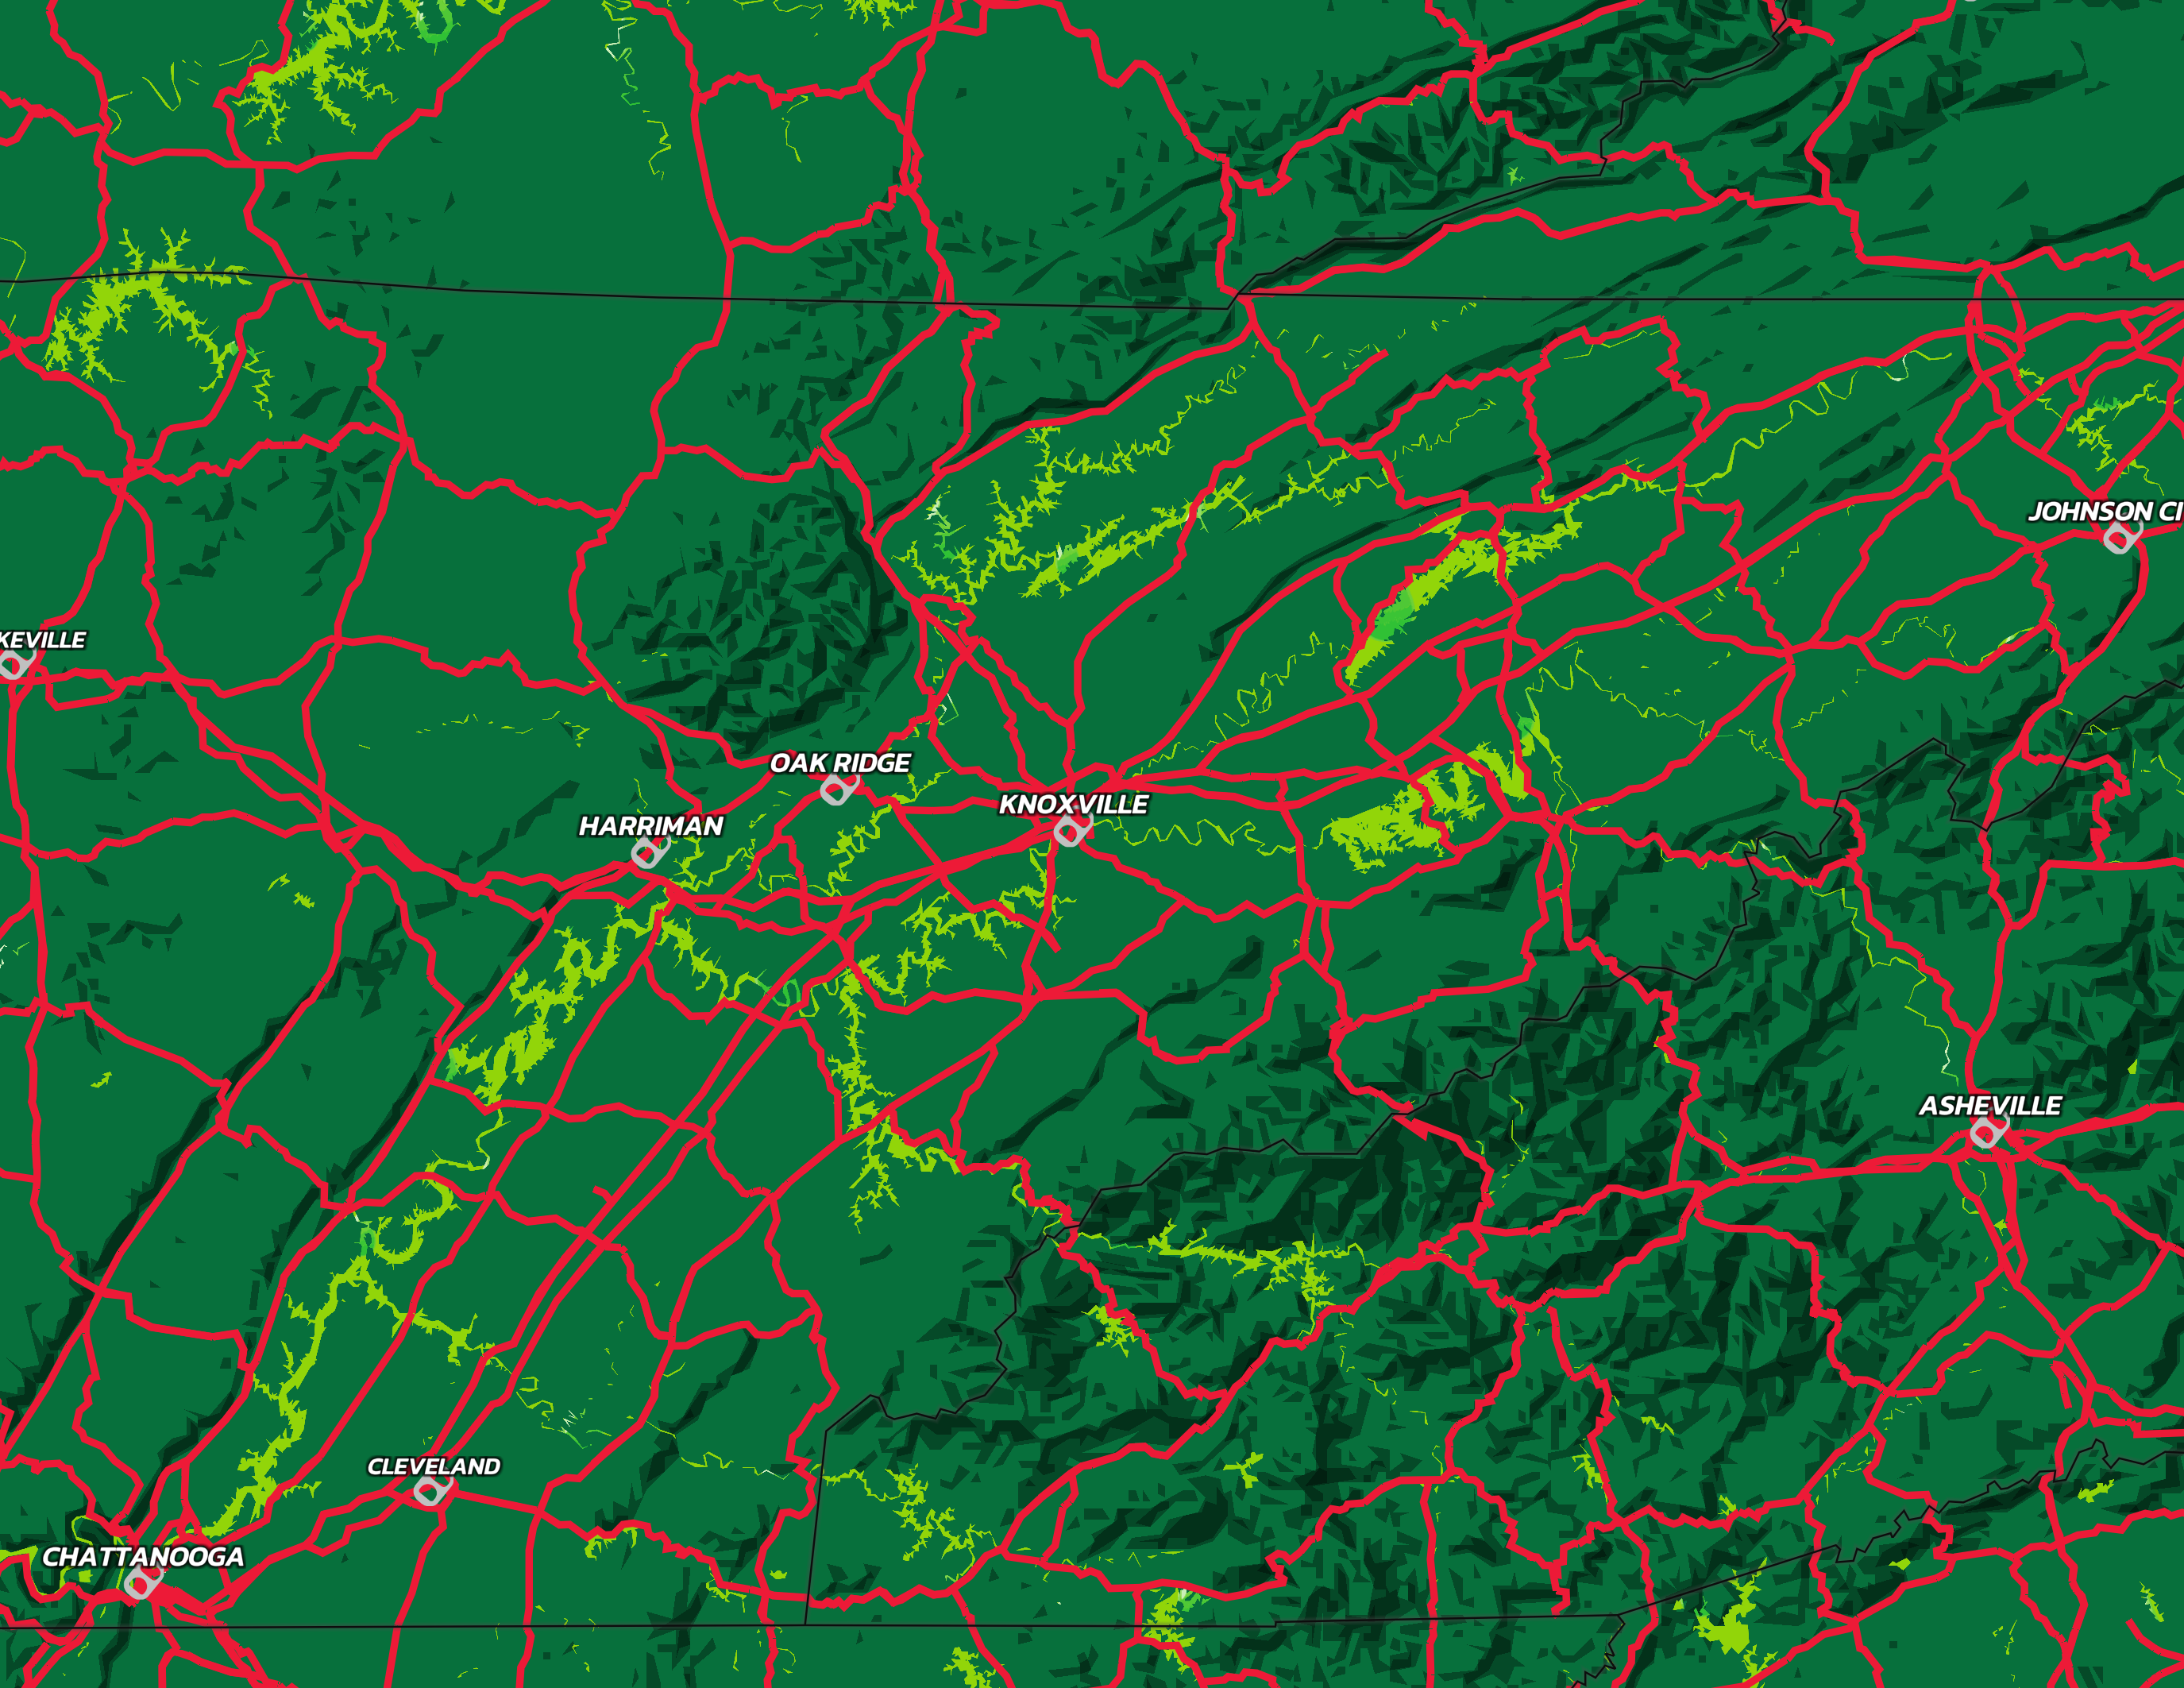 JOHNSON CI
KEVILLE
OAK RIDGE
KNOXVILLE
HARRIMAN
ASHEVILLE
CLEVELAND
CHATTANOOGA